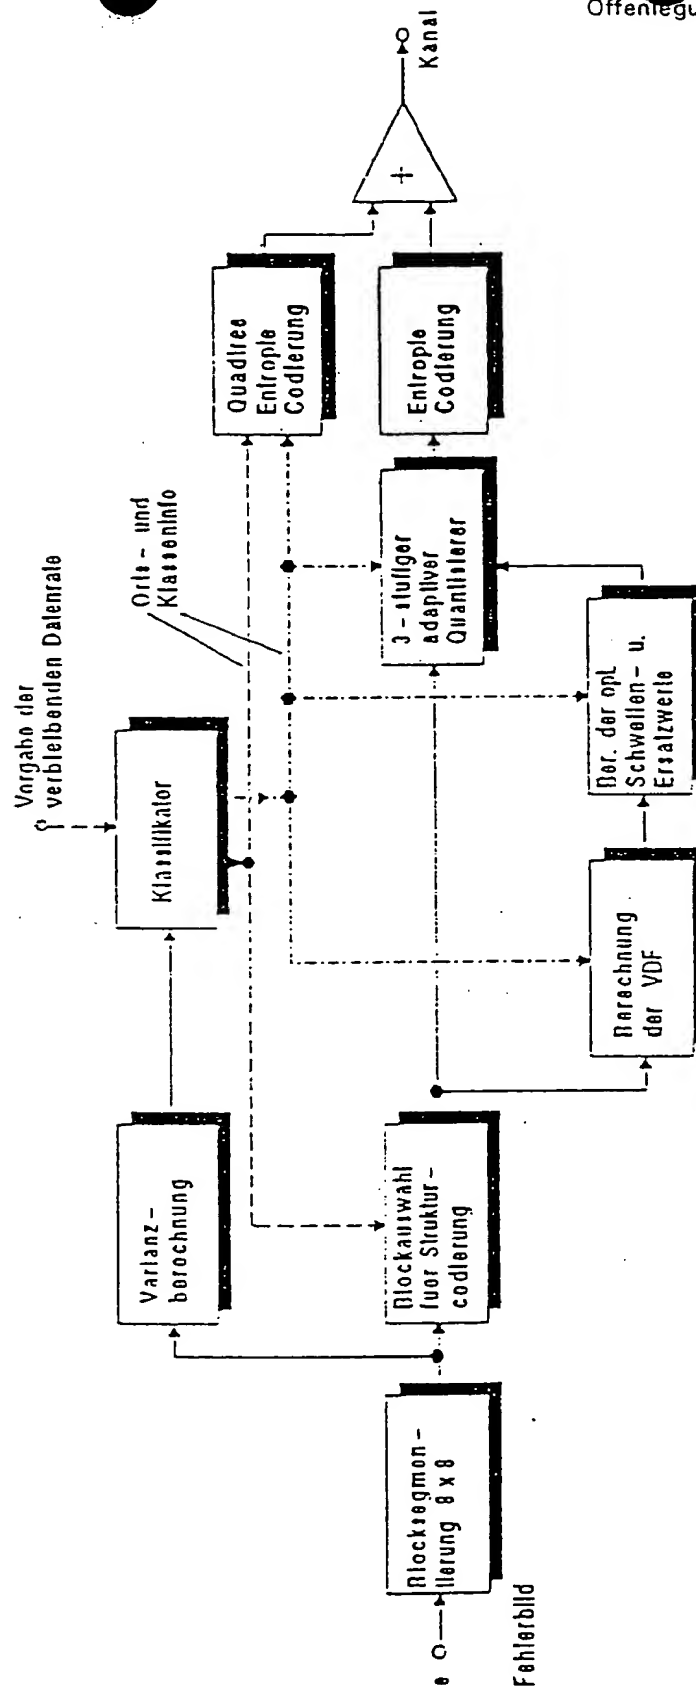 Offenlegu
e
Fehlerbild
Blocksegmen-
tierung 8 x 8
Varianz-
berechnung
Blockauswahl
fuer Struktur-
codierung
Vorgabe der
verbleibenden Datenrate
Klassifikator
Orts- und
Klasseninfo
Berechnung
der VDF
Ber. der opt.
Schwellen- u.
Ersatzwerte
3-stufiger
adaptiver
Quantisierer
Quadtree
Entropie
Codierung
Entropie
Codierung
+
Kanal